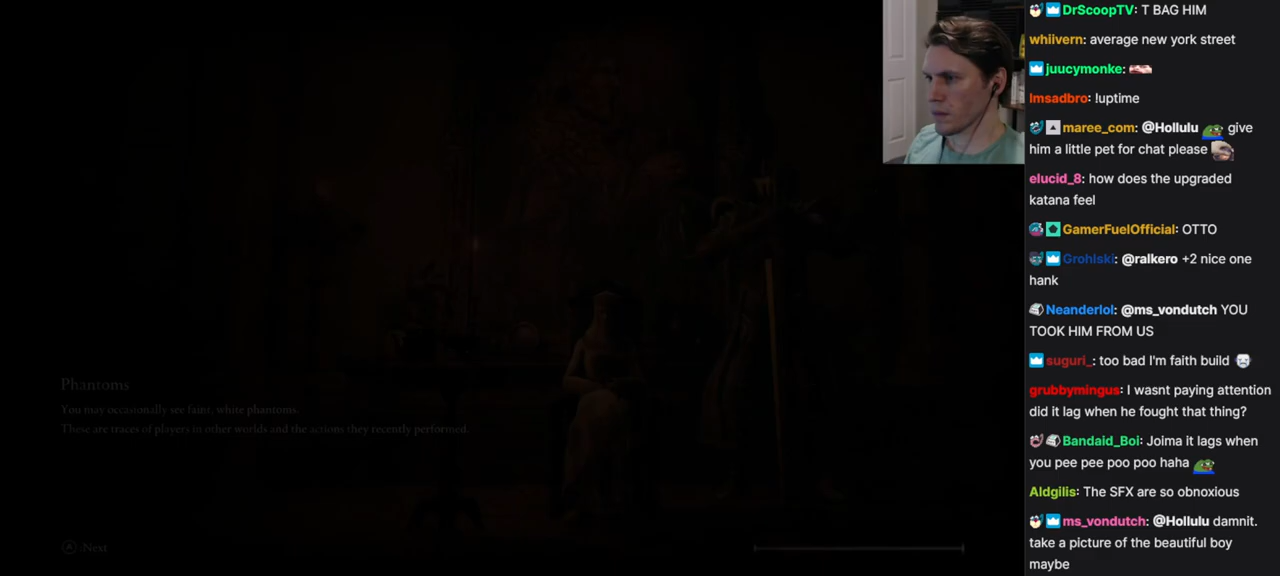 DrScoopTV: T BAG HIM
whiivern: average new york street
juucymonke:
Imsadbro: !uptime
maree_com: @Hollulu give
him a little pet for chat please
elucid_8: how does the upgraded
katana feel
GamerFuelOfficial: OTTO
Grohlski: @ralkero +2 nice one
hank
Neanderlol: @ms_vondutch YOU
TOOK HIM FROM US
suguri_: too bad I'm faith build
grubbymingus: I wasnt paying attention
did it lag when he fought that thing?
Bandaid_Boi: Joima it lags when
you pee pee poo poo haha
Aldgilis: The SFX are so obnoxious
ms_vondutch: @Hollulu damnit.
take a picture of the beautiful boy
maybe
Phantoms
You may occasionally see faint, white phantoms.
These are traces of players in other worlds and the actions they recently performed.
A :Next